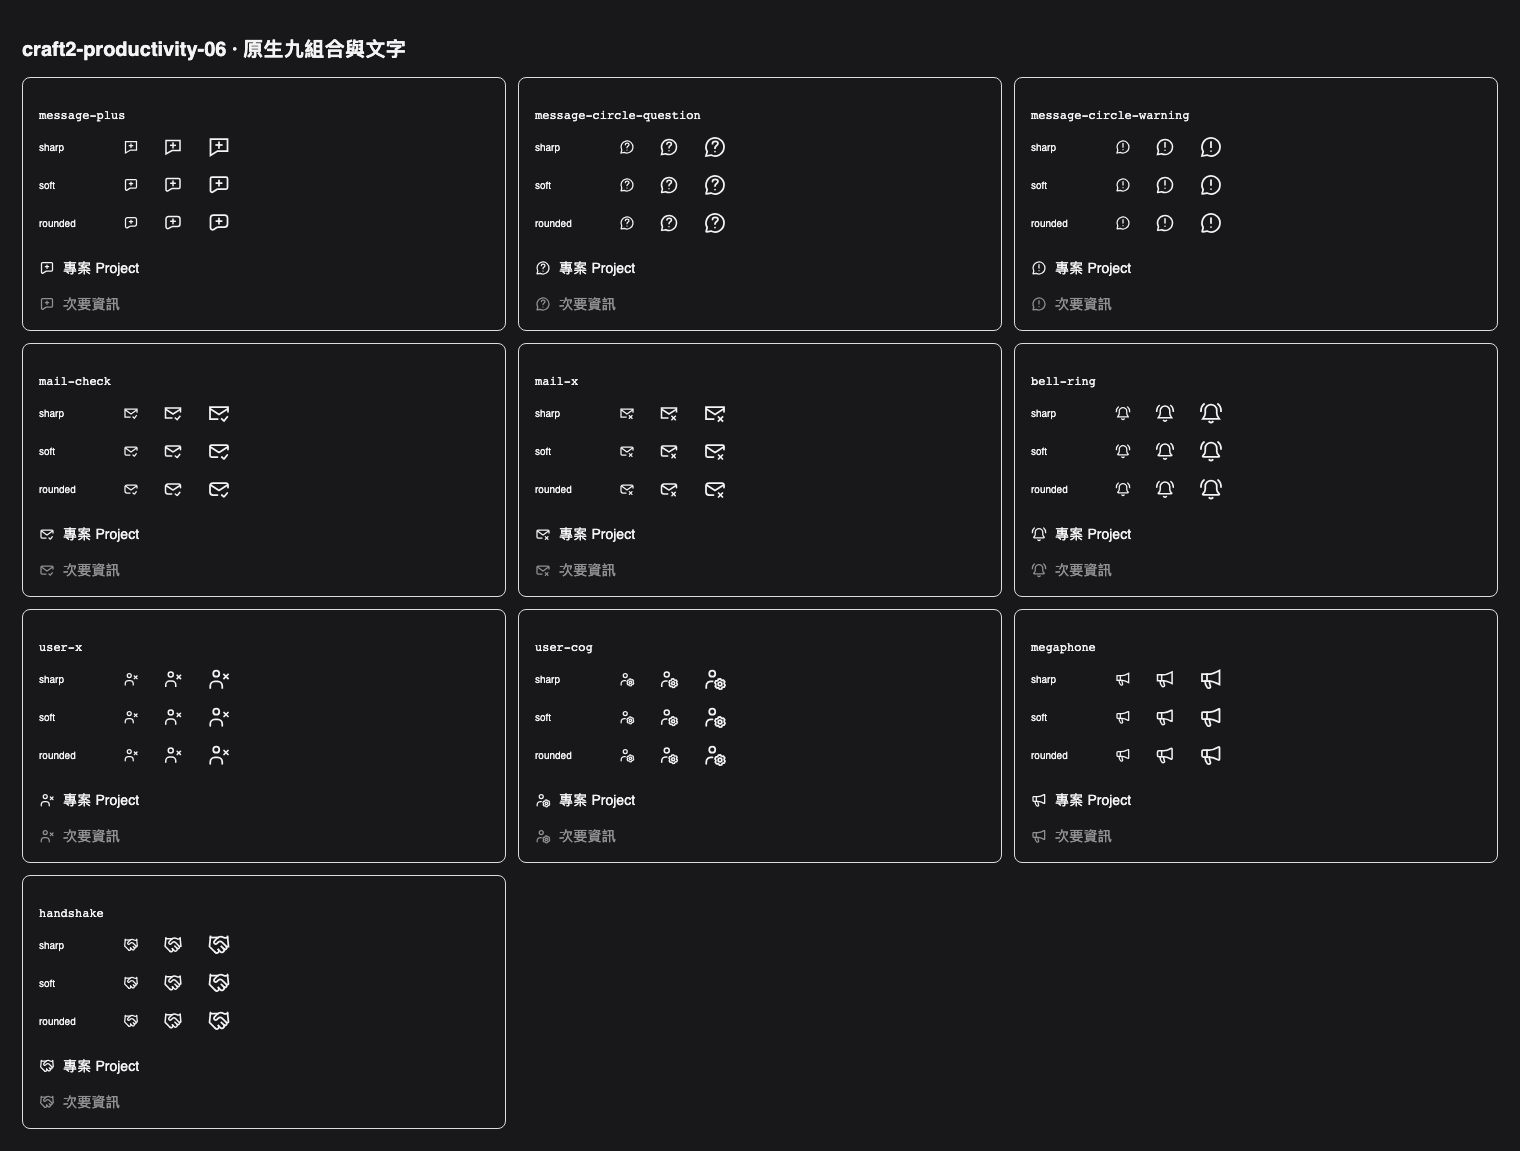 craft2-productivity-06 · 原生九組合與文字
message-plus
sharp
soft
rounded
專案 Project
次要資訊
message-circle-question
sharp
soft
rounded
專案 Project
次要資訊
message-circle-warning
sharp
soft
rounded
專案 Project
次要資訊
mail-check
sharp
soft
rounded
專案 Project
次要資訊
mail-x
sharp
soft
rounded
專案 Project
次要資訊
bell-ring
sharp
soft
rounded
專案 Project
次要資訊
user-x
sharp
soft
rounded
專案 Project
次要資訊
user-cog
sharp
soft
rounded
專案 Project
次要資訊
megaphone
sharp
soft
rounded
專案 Project
次要資訊
handshake
sharp
soft
rounded
專案 Project
次要資訊